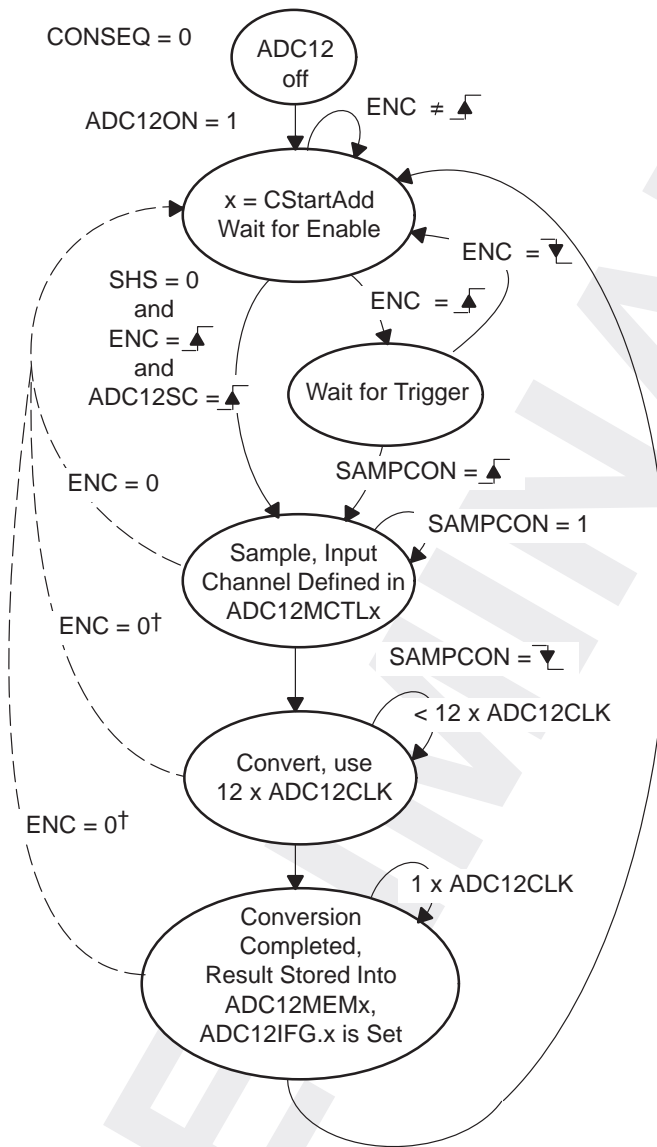 CONSEQ = 0
ADC12
off
ADC12ON = 1
ENC ≠
x = CStartAdd
Wait for Enable
ENC =
SHS = 0
and
ENC =
and
ADC12SC =
ENC =
Wait for Trigger
SAMPCON =
ENC = 0
SAMPCON = 1
Sample, Input
Channel Defined in
ADC12MCTLx
ENC = 0†
SAMPCON =
< 12 x ADC12CLK
Convert, use
12 x ADC12CLK
ENC = 0†
1 x ADC12CLK
Conversion
Completed,
Result Stored Into
ADC12MEMx,
ADC12IFG.x is Set